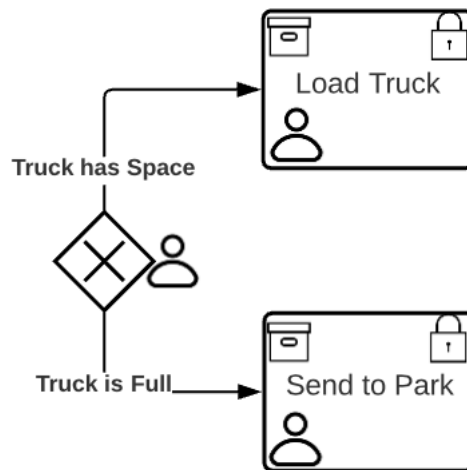 Load Truck
Truck has Space
Truck is Full
Send to Park